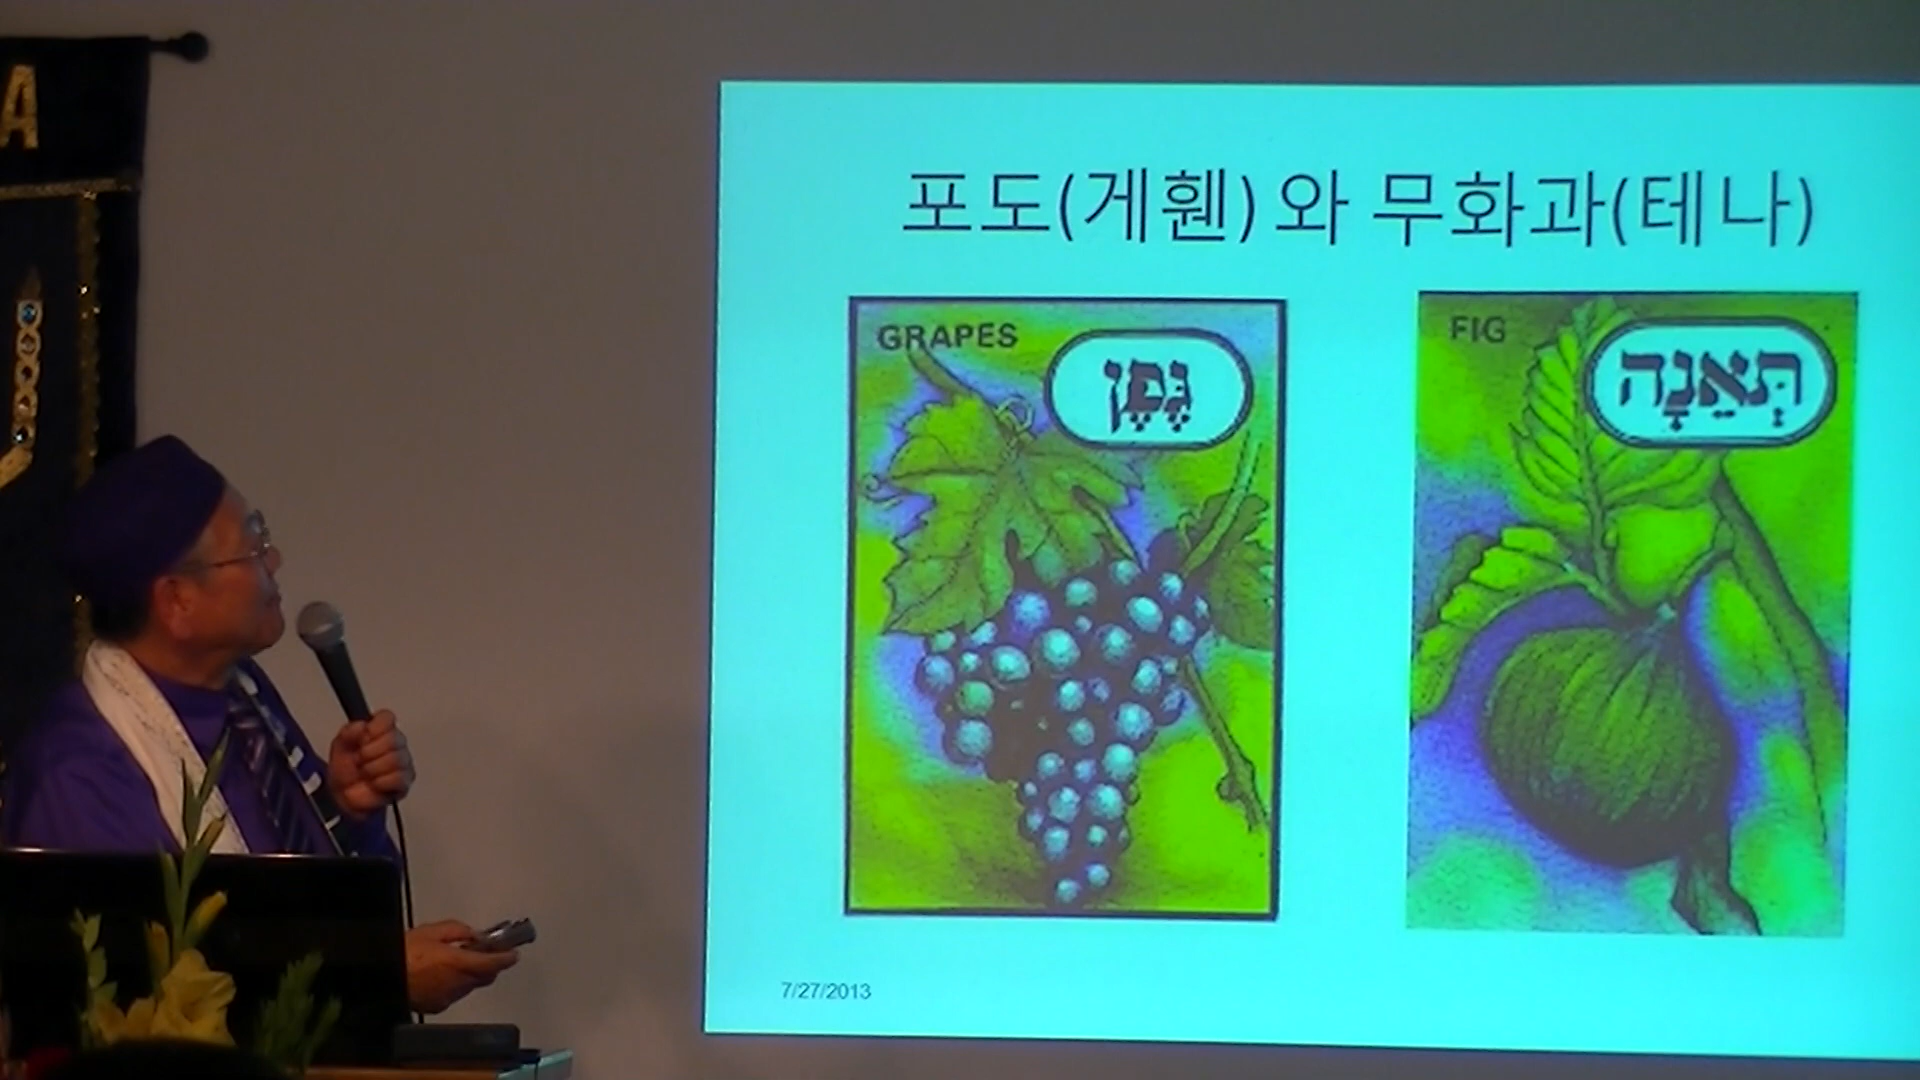 A
포도(게휀) 와 무화과(테나)
GRAPES
גֶּפֶן
FIG
תְּאֵנָה
7/27/2013